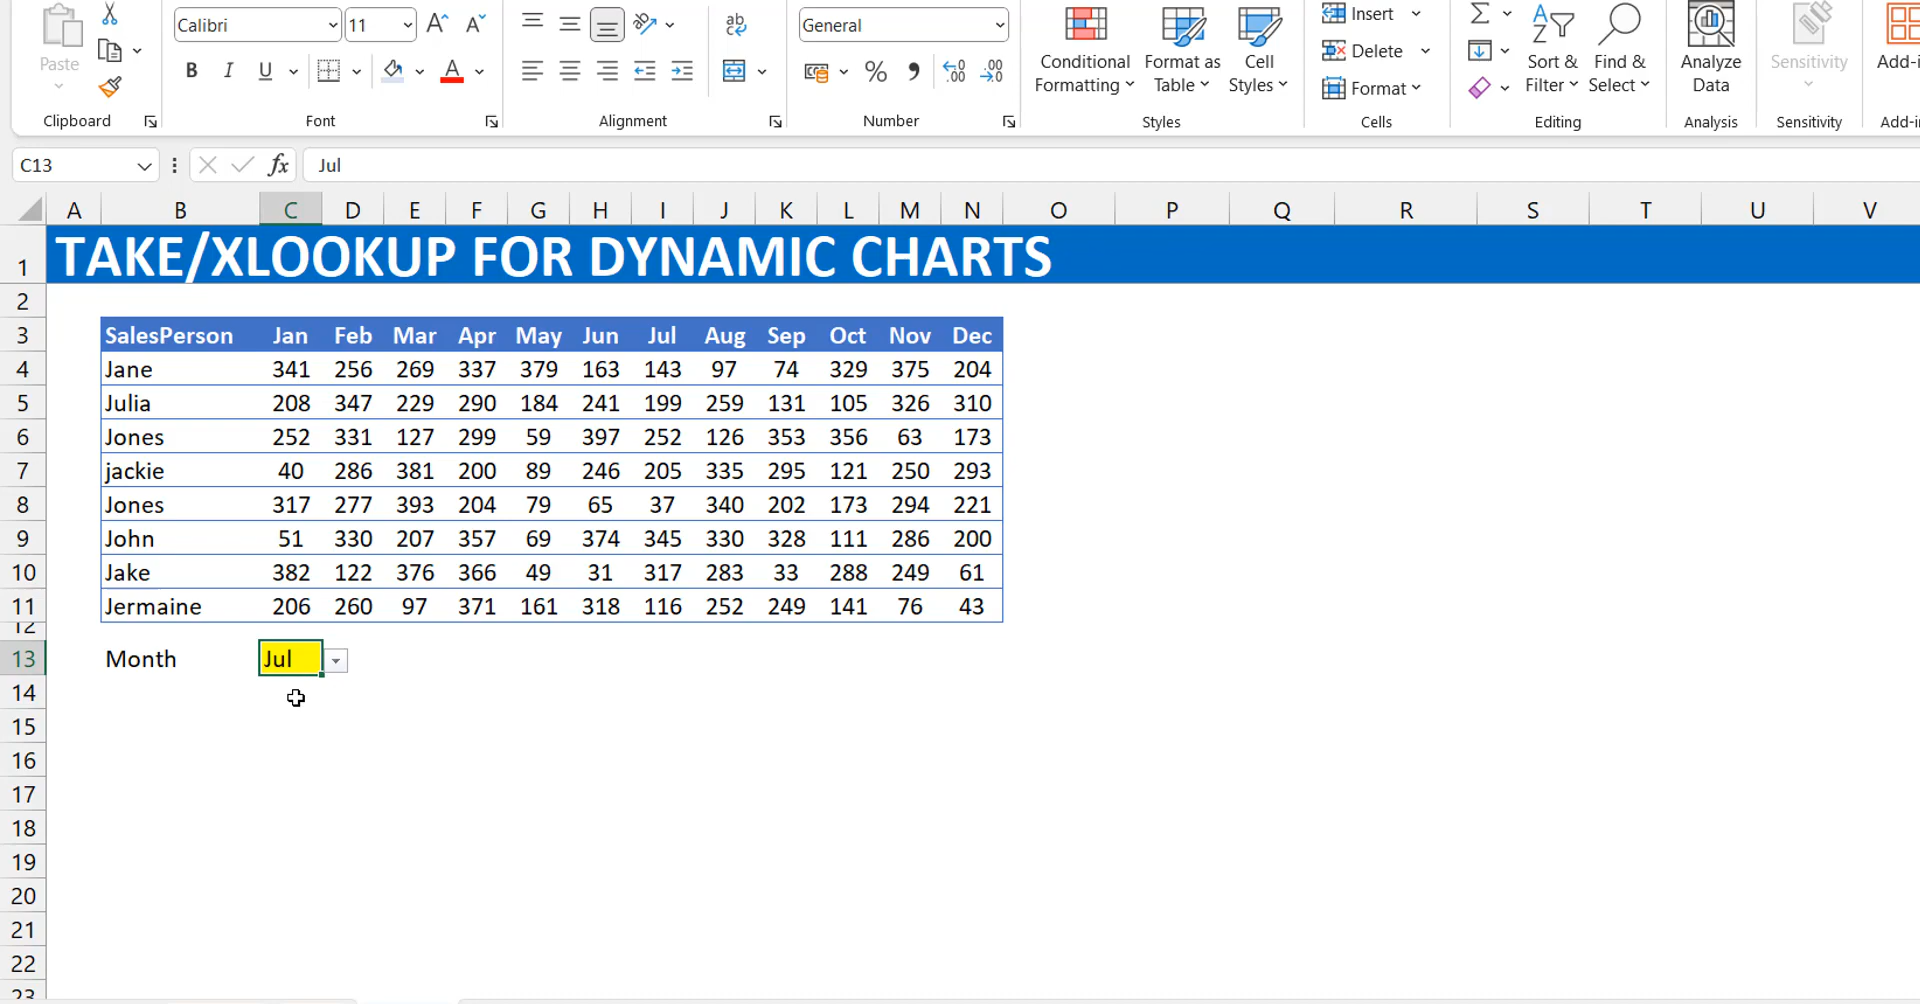 Calibri 11 General Insert
Paste Conditional Format as Cell Delete Sort & Find & Analyze Sensitivity Add-i
B I U % Formatting Table Styles Format Filter Select Data
Clipboard Font Alignment Number Styles Cells Editing Analysis Sensitivity Add-i
C13 fx Jul
A B C D E F G H I J K L M N O P Q R S T U V
1 TAKE/XLOOKUP FOR DYNAMIC CHARTS
2
3 SalesPerson Jan Feb Mar Apr May Jun Jul Aug Sep Oct Nov Dec
4 Jane 341 256 269 337 379 163 143 97 74 329 375 204
5 Julia 208 347 229 290 184 241 199 259 131 105 326 310
6 Jones 252 331 127 299 59 397 252 126 353 356 63 173
7 jackie 40 286 381 200 89 246 205 335 295 121 250 293
8 Jones 317 277 393 204 79 65 37 340 202 173 294 221
9 John 51 330 207 357 69 374 345 330 328 111 286 200
10 Jake 382 122 376 366 49 31 317 283 33 288 249 61
11 Jermaine 206 260 97 371 161 318 116 252 249 141 76 43
12
13 Month Jul
14
15
16
17
18
19
20
21
22
23